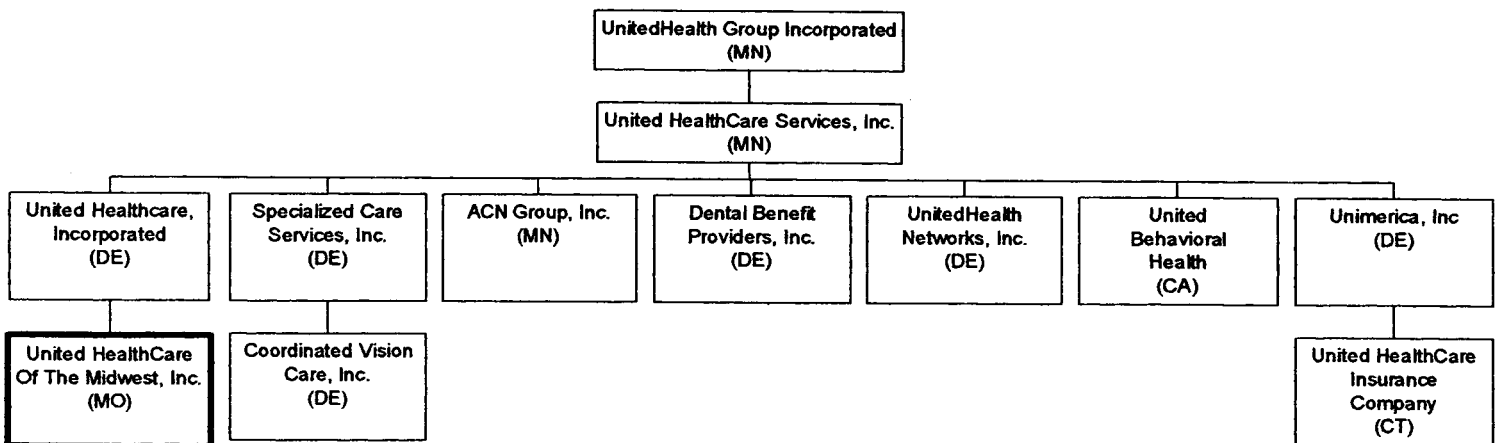 UnitedHealth Group Incorporated
(MN)
United HealthCare Services, Inc.
(MN)
United Healthcare,
Incorporated
(DE)
Specialized Care
Services, Inc.
(DE)
ACN Group, Inc.
(MN)
Dental Benefit
Providers, Inc.
(DE)
UnitedHealth
Networks, Inc.
(DE)
United
Behavioral
Health
(CA)
Unimerica, Inc
(DE)
United HealthCare
Of The Midwest, Inc.
(MO)
Coordinated Vision
Care, Inc.
(DE)
United HealthCare
Insurance
Company
(CT)